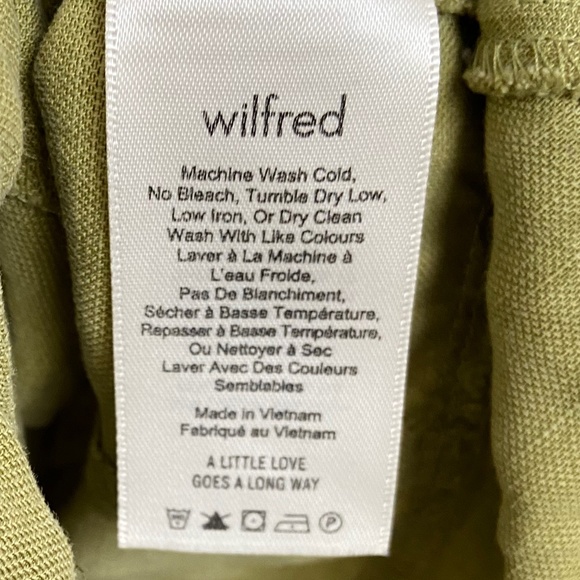 wilfred
Machine Wash Cold,
No Bleach, Tumble Dry Low,
Low Iron, Or Dry Clean
Wash With Like Colours
Laver à La Machine à
L'eau Froide,
Pas De Blanchiment,
Sécher à Basse Température,
Repasser à Basse Température,
Ou Nettoyer à Sec
Laver Avec Des Couleurs
Semblables
Made in Vietnam
Fabriqué au Vietnam
A LITTLE LOVE
GOES A LONG WAY
P